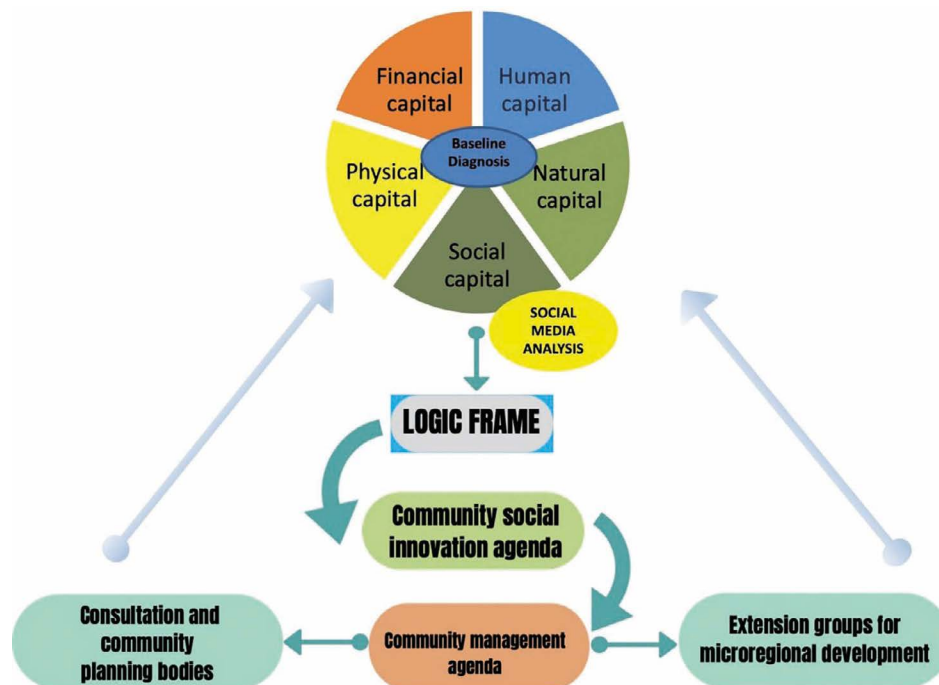 Financial
capital
Human
capital
Baseline
Diagnosis
Physical
capital
Natural
capital
Social
capital
SOCIAL
MEDIA
ANALYSIS
LOGIC FRAME
Community social
innovation agenda
Consultation and
community
planning bodies
Community management
agenda
Extension groups for
microregional development